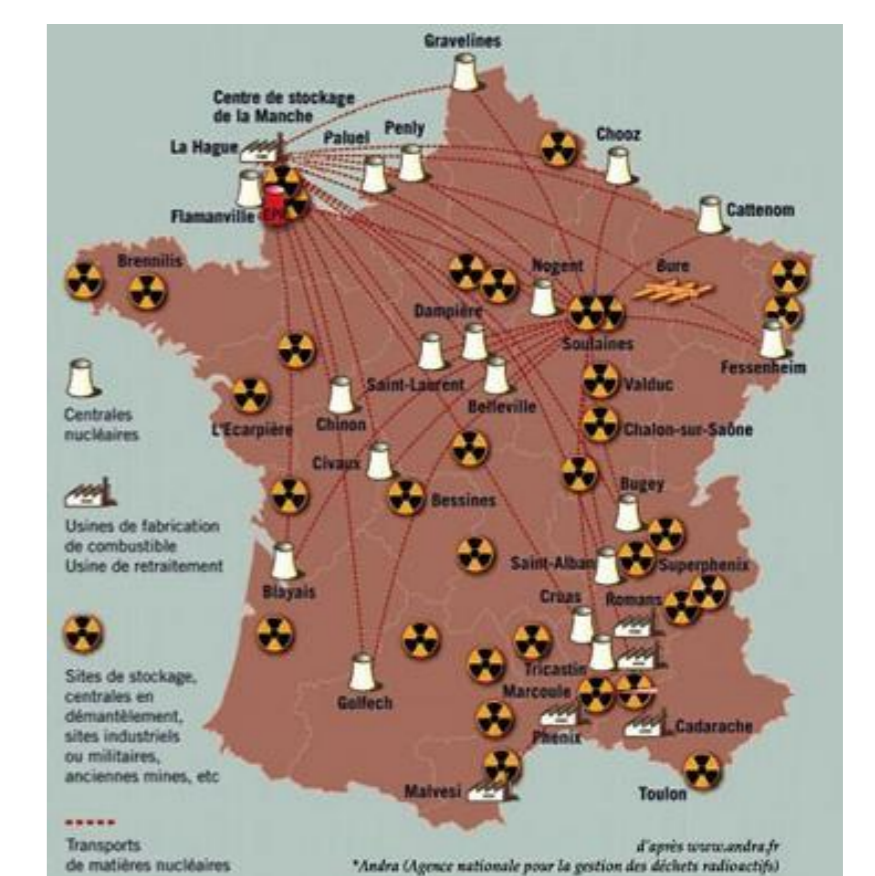 Gravelines
Centre de stockage
de la Manche
La Hague
Paluel
Penly
Chooz
Flamanville
EPR
Cattenom
Brennilis
Nogent
Bure
Dampière
Soulaines
Fessenheim
Saint-Laurent
Belleville
Valduc
L'Ecarpière
Chinon
Chalon-sur-Saône
Centrales
nucléaires
Civaux
Bessines
Bugey
Usines de fabrication
de combustible
Usine de retraitement
Saint-Alban
Superphenix
Blayais
Cruas
Romans
Sites de stockage,
centrales en
démantèlement,
sites industriels
ou militaires,
anciennes mines, etc
Golfech
Tricastin
Marcoule
Phenix
Cadarache
Malvesi
Toulon
Transports
de matières nucléaires
d'après www.andra.fr
*Andra (Agence nationale pour la gestion des déchets radioactifs)